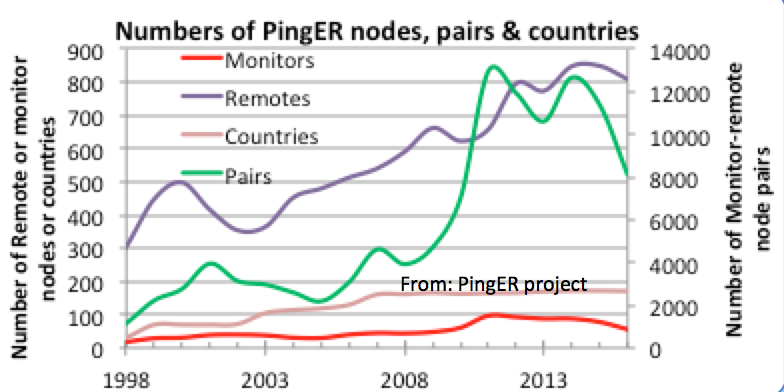 Numbers of PingER nodes, pairs & countries
Number of Remote or monitor
nodes or countries
900
800
700
600
500
400
300
200
100
0
Monitors
Remotes
Countries
Pairs
From: PingER project
14000
12000
10000
8000
6000
4000
2000
0
Number of Monitor-remote
node pairs
1998
2003
2008
2013